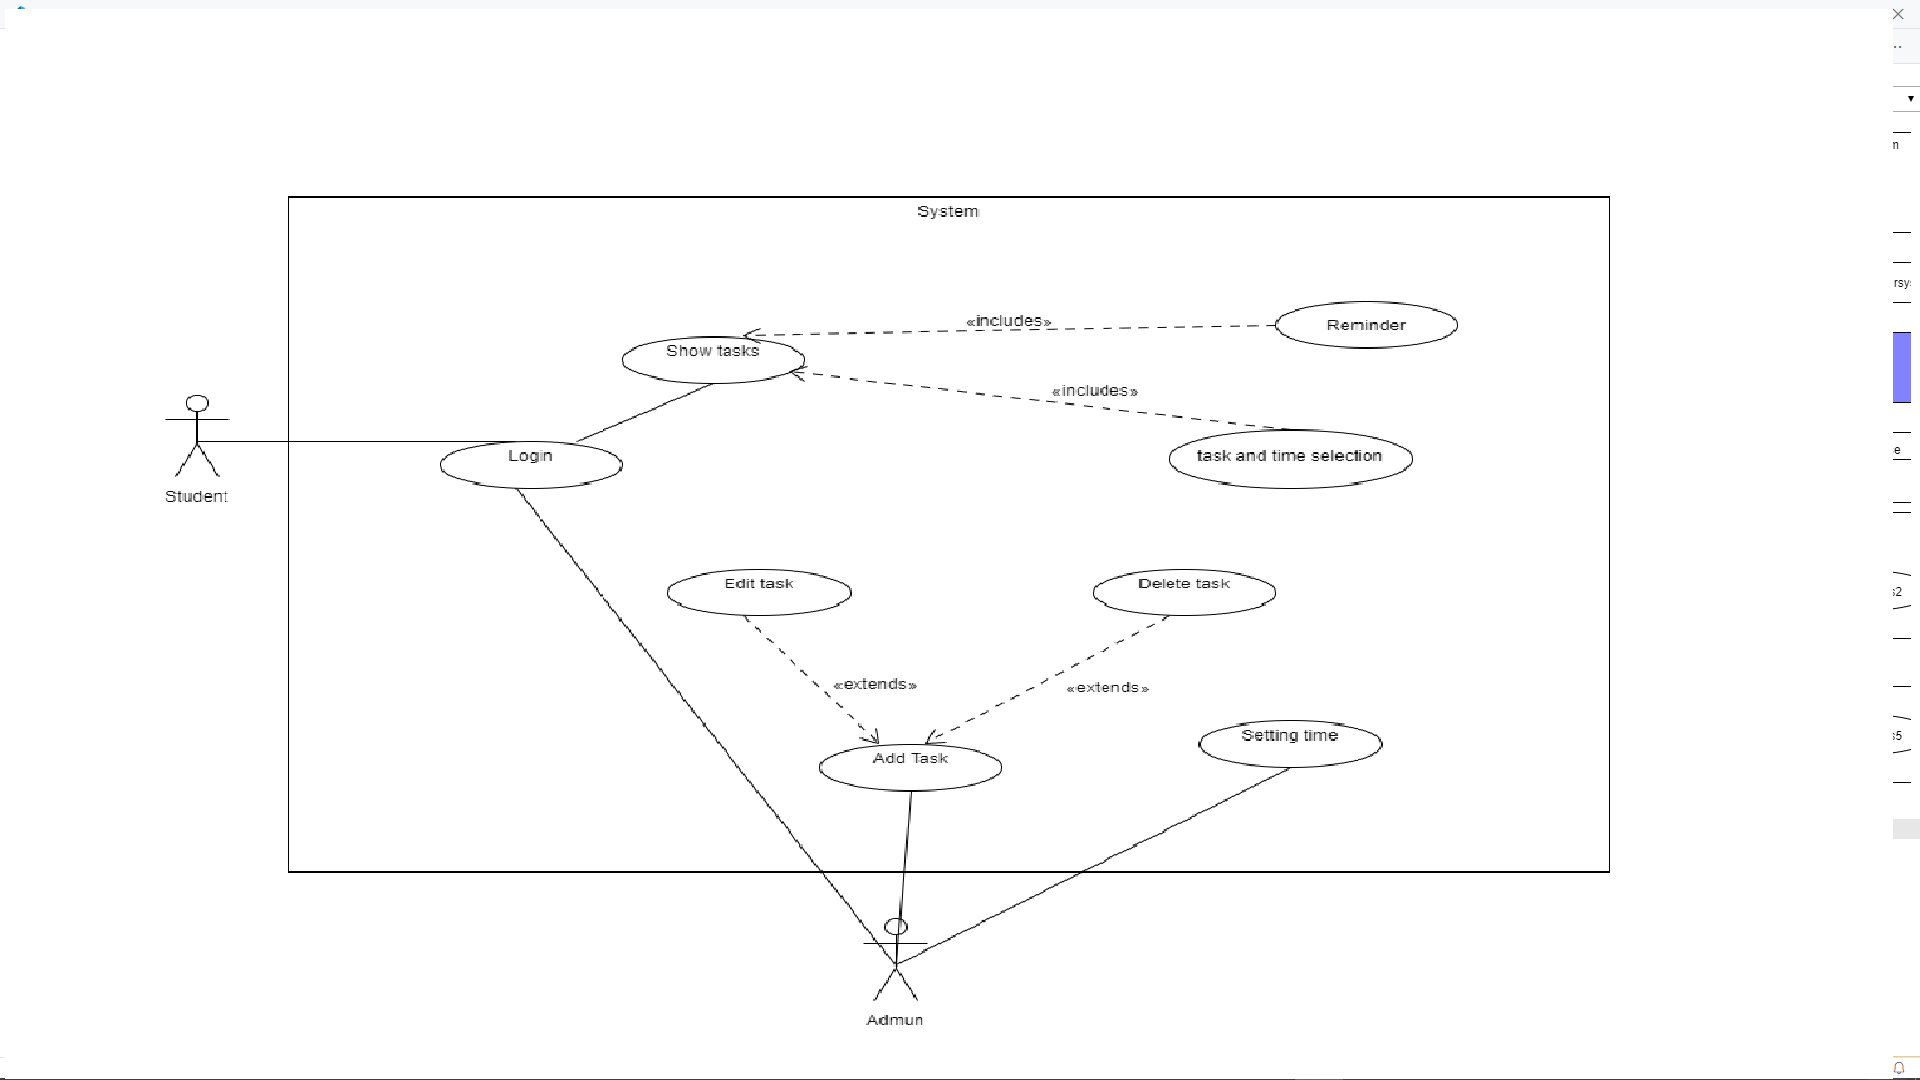 System
«includes»
Reminder
Show tasks
«includes»
Login
task and time selection
Student
Edit task
Delete task
«extends»
«extends»
Setting time
Add Task
Admun